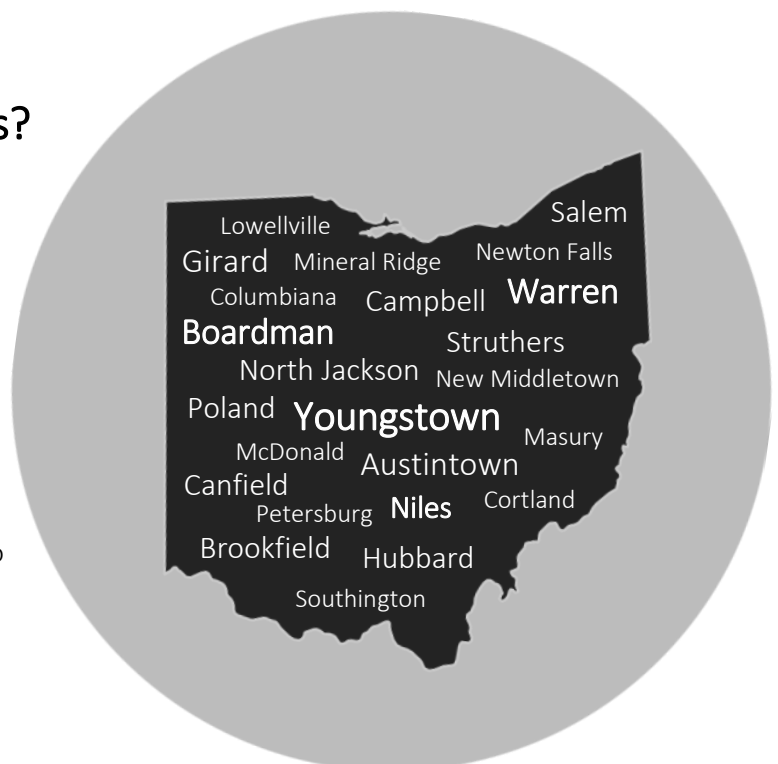 s?
Salem
Lowellville
Newton Falls
Girard Mineral Ridge
Warren
Columbiana Campbell
Boardman
Struthers
North Jackson New Middletown
Poland Youngstown
Masury
McDonald
Austintown
Canfield
Cortland
Petersburg Niles
Brookfield Hubbard
Southington